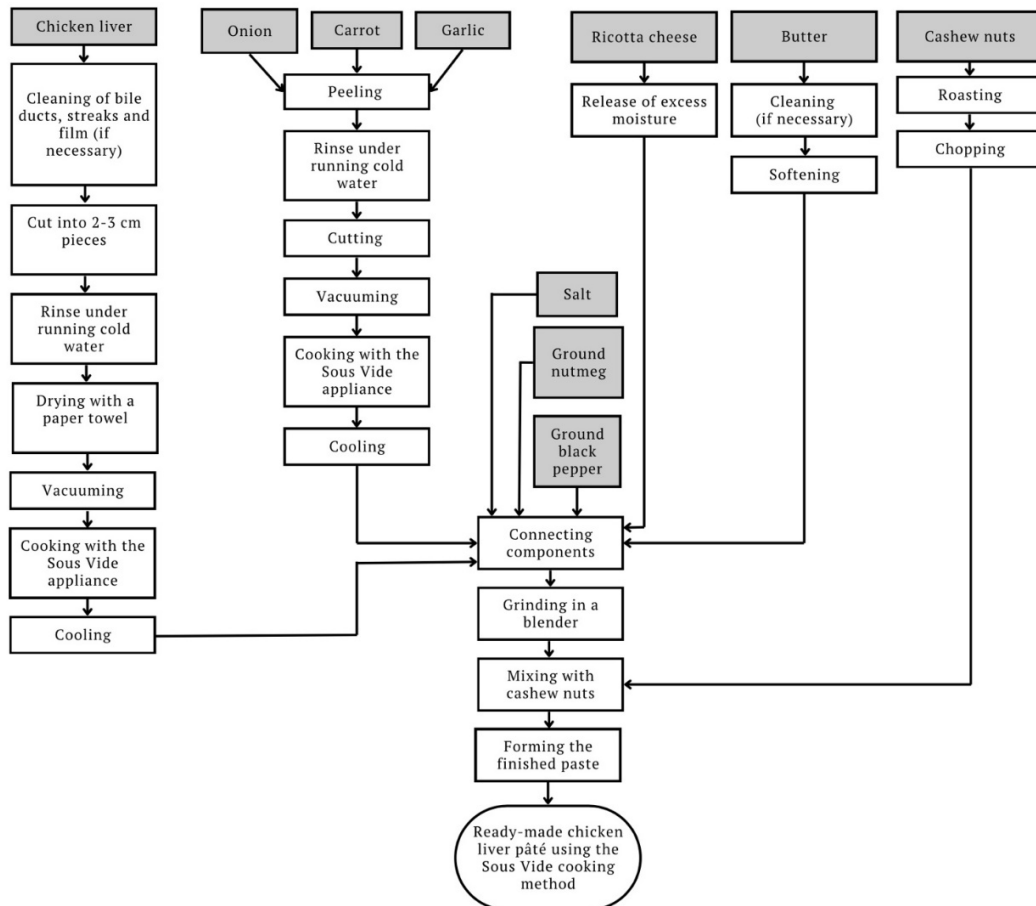 Chicken liver
Cleaning of bile
ducts, streaks and
film (if
necessary)
Cut into 2-3 cm
pieces
Rinse under
running cold
water
Drying with a
paper towel
Vacuuming
Cooking with the
Sous Vide
appliance
Cooling
Onion
Carrot
Garlic
Peeling
Rinse under
running cold
water
Cutting
Vacuuming
Cooking with the
Sous Vide
appliance
Cooling
Ricotta cheese
Release of excess
moisture
Butter
Cleaning
(if necessary)
Softening
Cashew nuts
Roasting
Chopping
Salt
Ground
nutmeg
Ground
black
pepper
Connecting
components
Grinding in a
blender
Mixing with
cashew nuts
Forming the
finished paste
Ready-made chicken
liver pâté using the
Sous Vide cooking
method